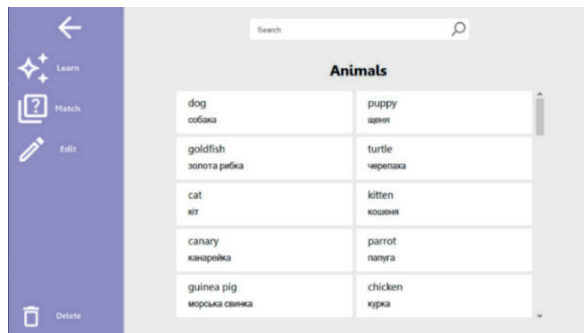 Search
Learn
Animals
Match
Edit
dog
собака
puppy
щеня
goldfish
золота рибка
turtle
черепаха
cat
кіт
kitten
кошеня
canary
канарейка
parrot
папуга
guinea pig
морська свинка
chicken
курка
Delete